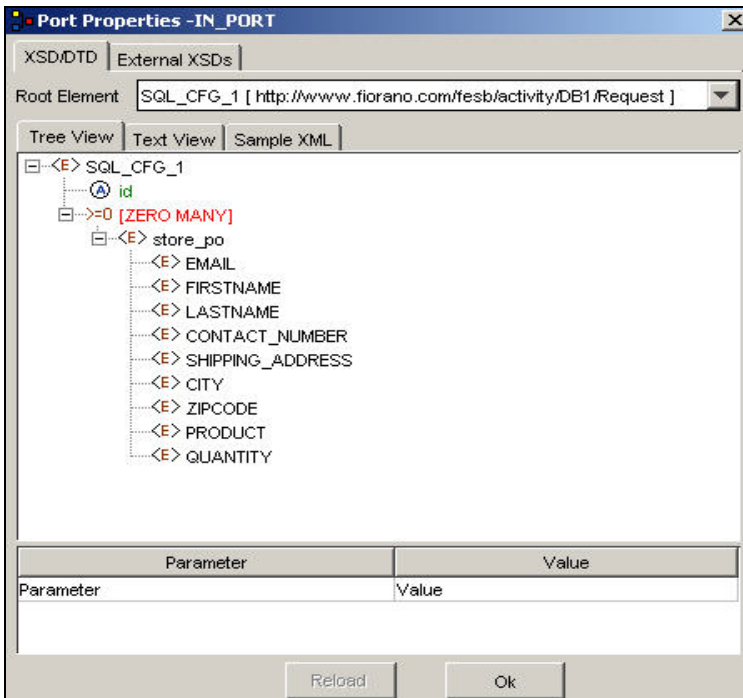 Port Properties -IN_PORT
XSD/DTD External XSDs
Root Element SQL_CFG_1 [ http://www.fiorano.com/fesb/activity/DB1/Request ]
Tree View Text View Sample XML
<E> SQL_CFG_1
A id
>=0 [ZERO MANY]
<E> store_po
<E> EMAIL
<E> FIRSTNAME
<E> LASTNAME
<E> CONTACT_NUMBER
<E> SHIPPING_ADDRESS
<E> CITY
<E> ZIPCODE
<E> PRODUCT
<E> QUANTITY
Parameter Value
Parameter Value
Reload Ok